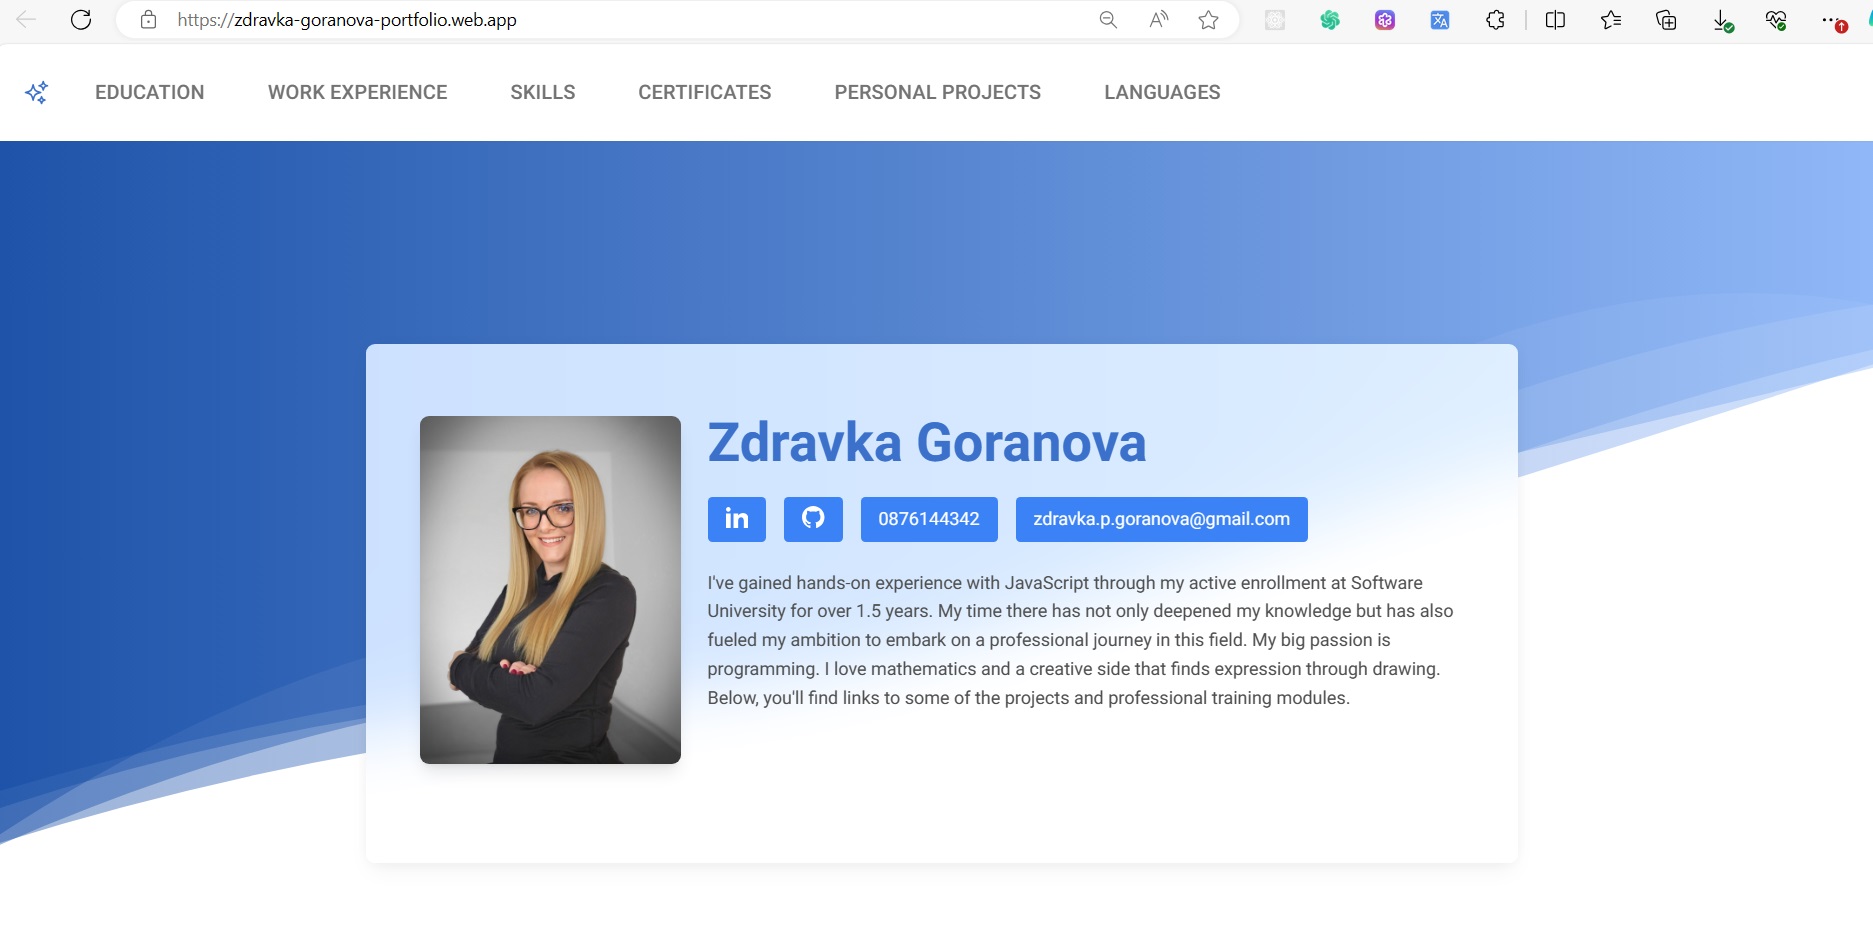 https://zdravka-goranova-portfolio.web.app
EDUCATION WORK EXPERIENCE SKILLS CERTIFICATES PERSONAL PROJECTS LANGUAGES
Zdravka Goranova
in 0876144342 zdravka.p.goranova@gmail.com
I've gained hands-on experience with JavaScript through my active enrollment at Software
University for over 1.5 years. My time there has not only deepened my knowledge but has also
fueled my ambition to embark on a professional journey in this field. My big passion is
programming. I love mathematics and a creative side that finds expression through drawing.
Below, you'll find links to some of the projects and professional training modules.